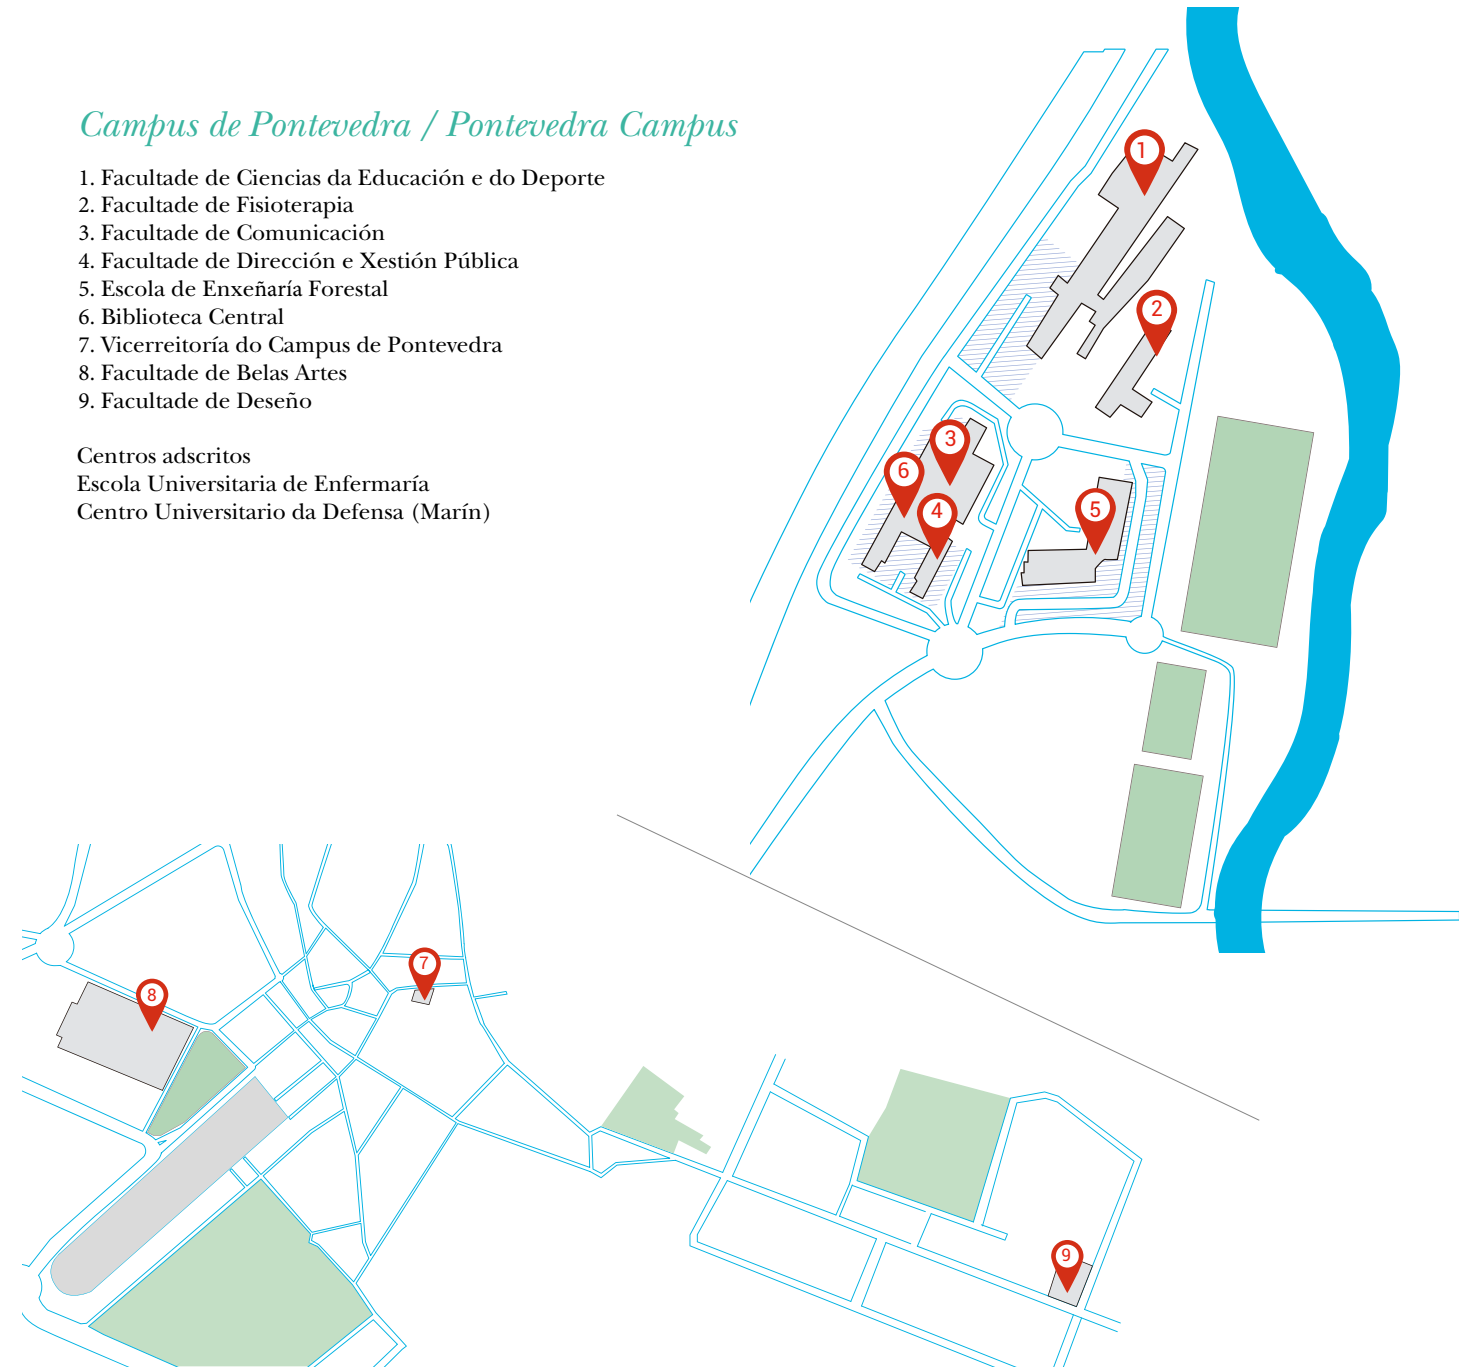 Campus de Pontevedra / Pontevedra Campus
1. Facultade de Ciencias da Educación e do Deporte
2. Facultade de Fisioterapia
3. Facultade de Comunicación
4. Facultade de Dirección e Xestión Pública
5. Escola de Enxeñaría Forestal
6. Biblioteca Central
7. Vicerreitoría do Campus de Pontevedra
8. Facultade de Belas Artes
9. Facultade de Deseño
Centros adscritos
Escola Universitaria de Enfermaría
Centro Universitario da Defensa (Marín)
1
2
3
6
4
5
7
8
9